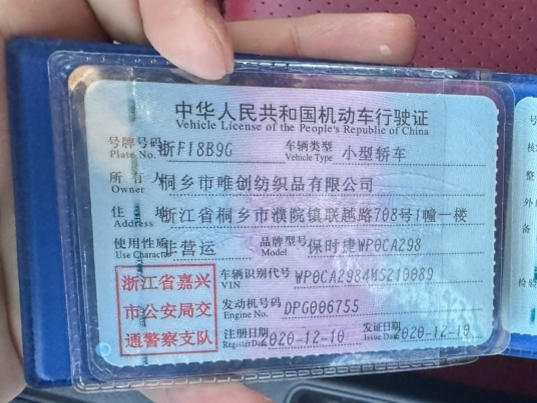 中华人民共和国机动车行驶证
Vehicle License of the People's Republic of China
号牌号码 浙F18B9G 车辆类型 小型轿车
Plate No. Vehicle Type
所有人 桐乡市唯创纺织品有限公司
Owner
住址 浙江省桐乡市濮院镇联越路708号1幢一楼
Address
使用性质 非营运 品牌型号 保时捷WP0CA298
Use Character Model
车辆识别代号 WP0CA2984MS210089
VIN
发动机号码 DPG006755
Engine No.
注册日期 2020-12-10 发证日期 2020-12-10
Register Date Issue Date
浙江省嘉兴
市公安局交
通警察支队
号
核
整
外
备
检验